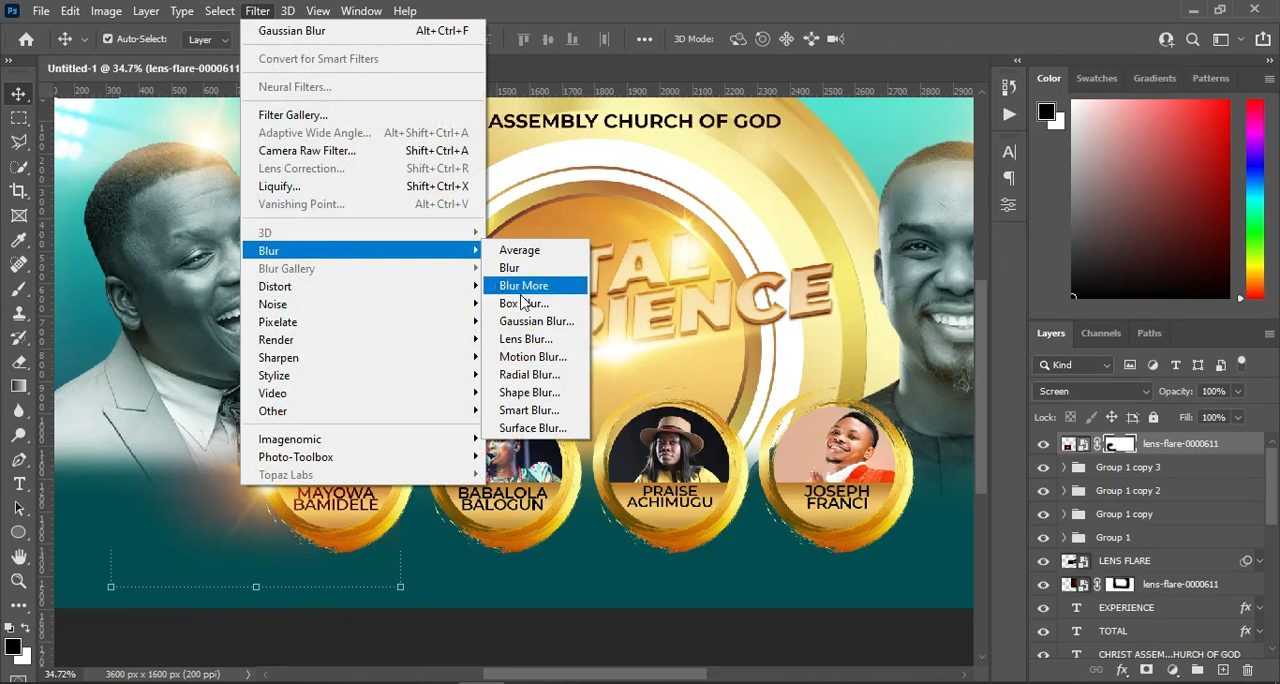 Ps File Edit Image Layer Type Select Filter 3D View Window Help
Auto-Select: Layer 3D Mode:
Untitled-1 @ 34.7% (lens-flare-0000611
Gaussian Blur Alt+Ctrl+F
Convert for Smart Filters
Neural Filters...
Filter Gallery...
Adaptive Wide Angle... Alt+Shift+Ctrl+A
Camera Raw Filter... Shift+Ctrl+A
Lens Correction... Shift+Ctrl+R
Liquify... Shift+Ctrl+X
Vanishing Point... Alt+Ctrl+V
3D
Blur
Blur Gallery
Distort
Noise
Pixelate
Render
Sharpen
Stylize
Video
Other
Imagenomic
Photo-Toolbox
Topaz Labs
Average
Blur
Blur More
Box Blur...
Gaussian Blur...
Lens Blur...
Motion Blur...
Radial Blur...
Shape Blur...
Smart Blur...
Surface Blur...
1500 1600 1700 1800 1900 2000 2100 2200 2300 2400 2500 2600 2700 2800 2900
ASSEMBLY CHURCH OF GOD
TAL
PIENCE
MAYOWA
BAMIDELE
BABALOLA
BALOGUN
PRAISE
ACHIMUGU
JOSEPH
FRANCI
34.72% 3600 px x 1600 px (200 ppi)
Color Swatches Gradients Patterns
Layers Channels Paths
Kind
Screen Opacity: 100%
Lock: Fill: 100%
lens-flare-0000611
Group 1 copy 3
Group 1 copy 2
Group 1 copy
Group 1
LENS FLARE
lens-flare-0000611
T EXPERIENCE fx
T TOTAL fx
T CHRIST ASSEM...HURCH OF GOD